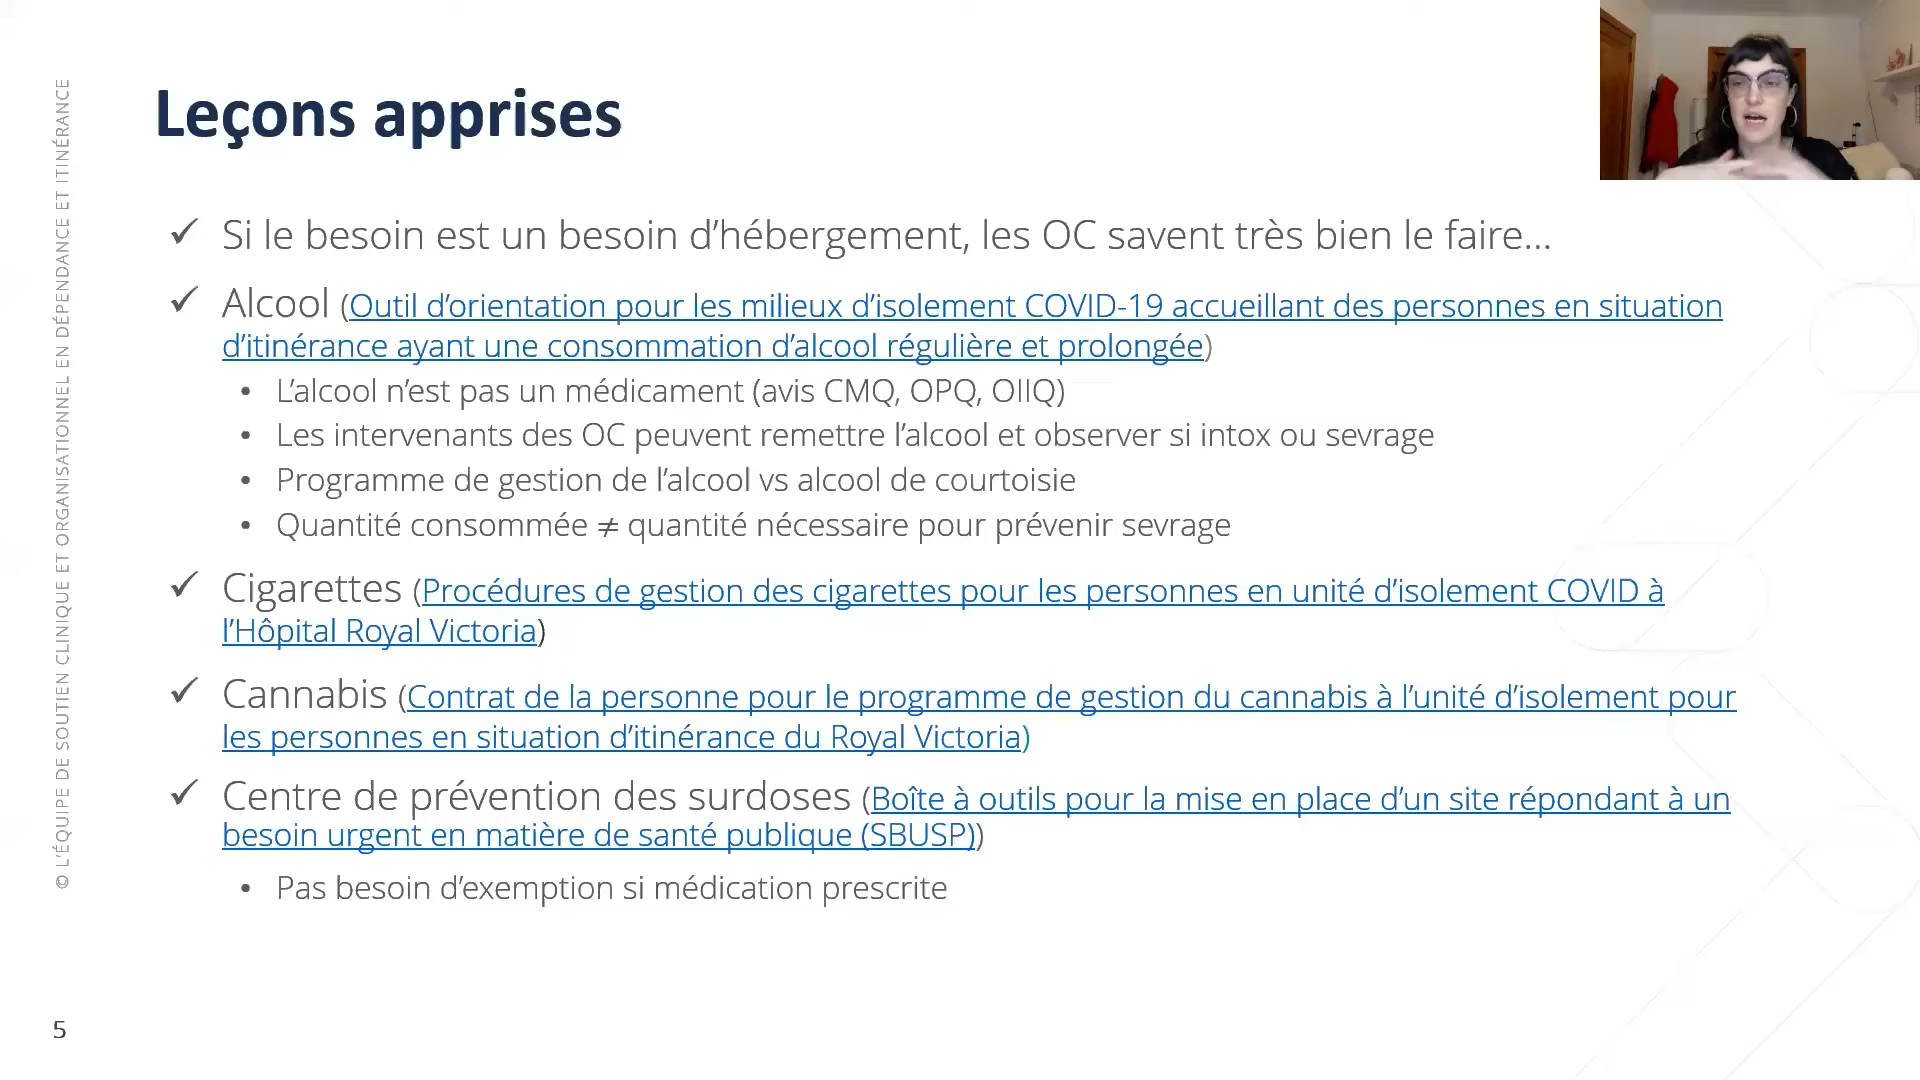 Leçons apprises
✓ Si le besoin est un besoin d’hébergement, les OC savent très bien le faire…
✓ Alcool (Outil d’orientation pour les milieux d’isolement COVID-19 accueillant des personnes en situation
d’itinérance ayant une consommation d’alcool régulière et prolongée)
• L’alcool n’est pas un médicament (avis CMQ, OPQ, OIIQ)
• Les intervenants des OC peuvent remettre l’alcool et observer si intox ou sevrage
• Programme de gestion de l’alcool vs alcool de courtoisie
• Quantité consommée ≠ quantité nécessaire pour prévenir sevrage
✓ Cigarettes (Procédures de gestion des cigarettes pour les personnes en unité d’isolement COVID à
l’Hôpital Royal Victoria)
✓ Cannabis (Contrat de la personne pour le programme de gestion du cannabis à l’unité d’isolement pour
les personnes en situation d’itinérance du Royal Victoria)
✓ Centre de prévention des surdoses (Boîte à outils pour la mise en place d’un site répondant à un
besoin urgent en matière de santé publique (SBUSP))
• Pas besoin d’exemption si médication prescrite
© L’ÉQUIPE DE SOUTIEN CLINIQUE ET ORGANISATIONNEL EN DÉPENDANCE ET ITINÉRANCE
5